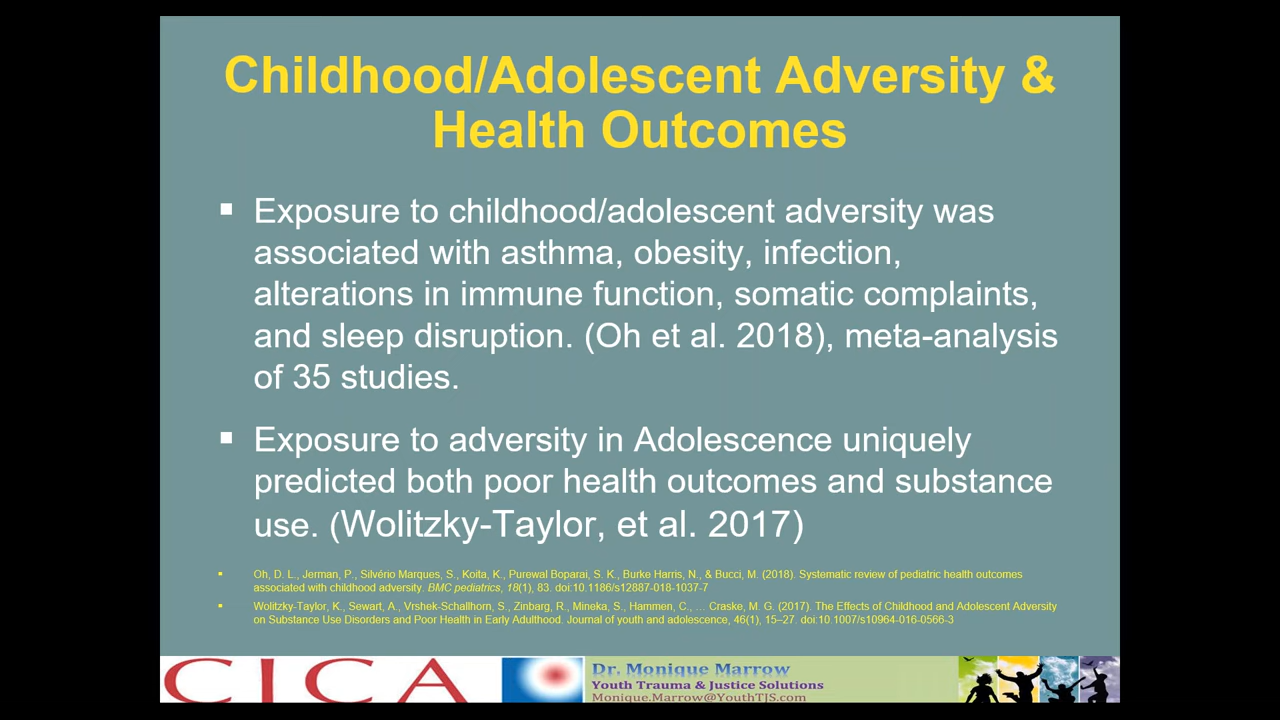 Childhood/Adolescent Adversity &
Health Outcomes
▪ Exposure to childhood/adolescent adversity was
associated with asthma, obesity, infection,
alterations in immune function, somatic complaints,
and sleep disruption. (Oh et al. 2018), meta-analysis
of 35 studies.
▪ Exposure to adversity in Adolescence uniquely
predicted both poor health outcomes and substance
use. (Wolitzky-Taylor, et al. 2017)
▪ Oh, D. L., Jerman, P., Silvério Marques, S., Koita, K., Purewal Boparai, S. K., Burke Harris, N., & Bucci, M. (2018). Systematic review of pediatric health outcomes
associated with childhood adversity. BMC pediatrics, 18(1), 83. doi:10.1186/s12887-018-1037-7
▪ Wolitzky-Taylor, K., Sewart, A., Vrshek-Schallhorn, S., Zinbarg, R., Mineka, S., Hammen, C., … Craske, M. G. (2017). The Effects of Childhood and Adolescent Adversity
on Substance Use Disorders and Poor Health in Early Adulthood. Journal of youth and adolescence, 46(1), 15–27. doi:10.1007/s10964-016-0566-3
CICA
Dr. Monique Marrow
Youth Trauma & Justice Solutions
Monique.Marrow@YouthTJS.com